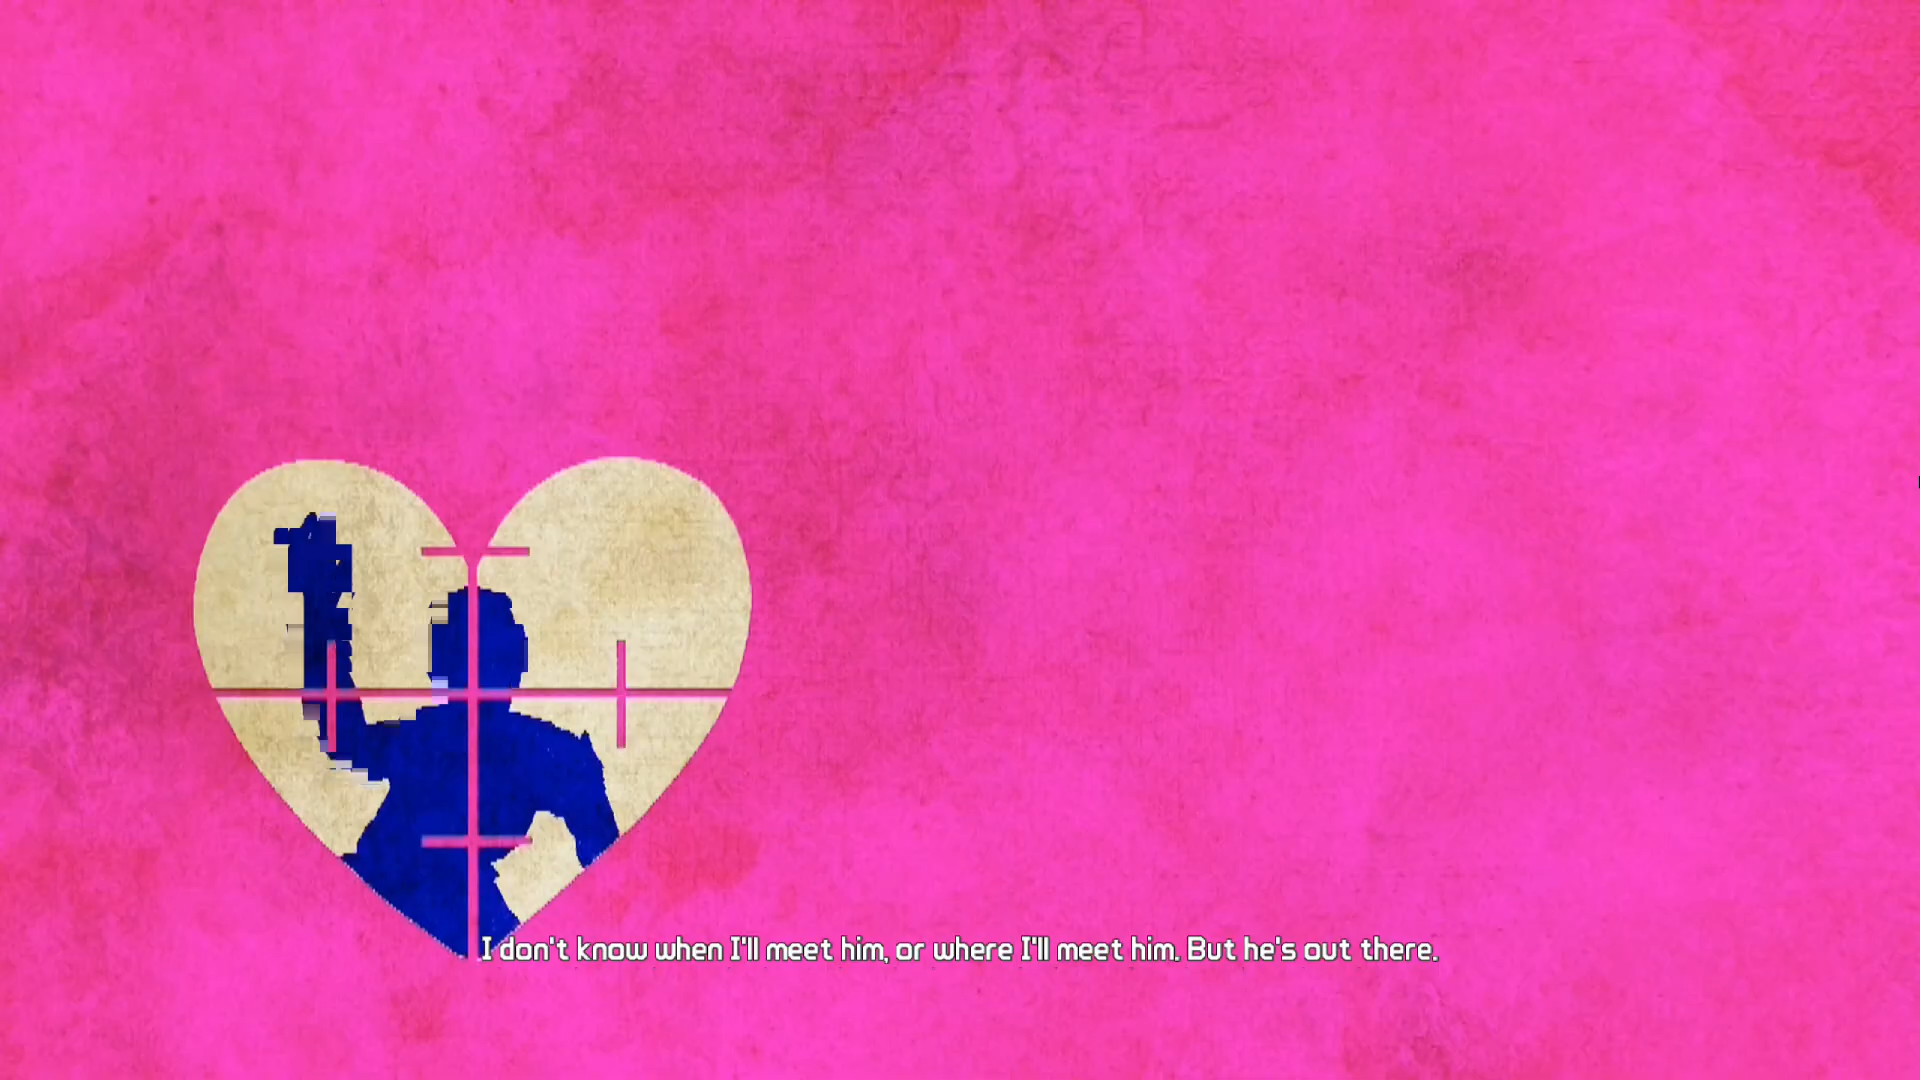 I don't know when I'll meet him, or where I'll meet him. But he's out there.